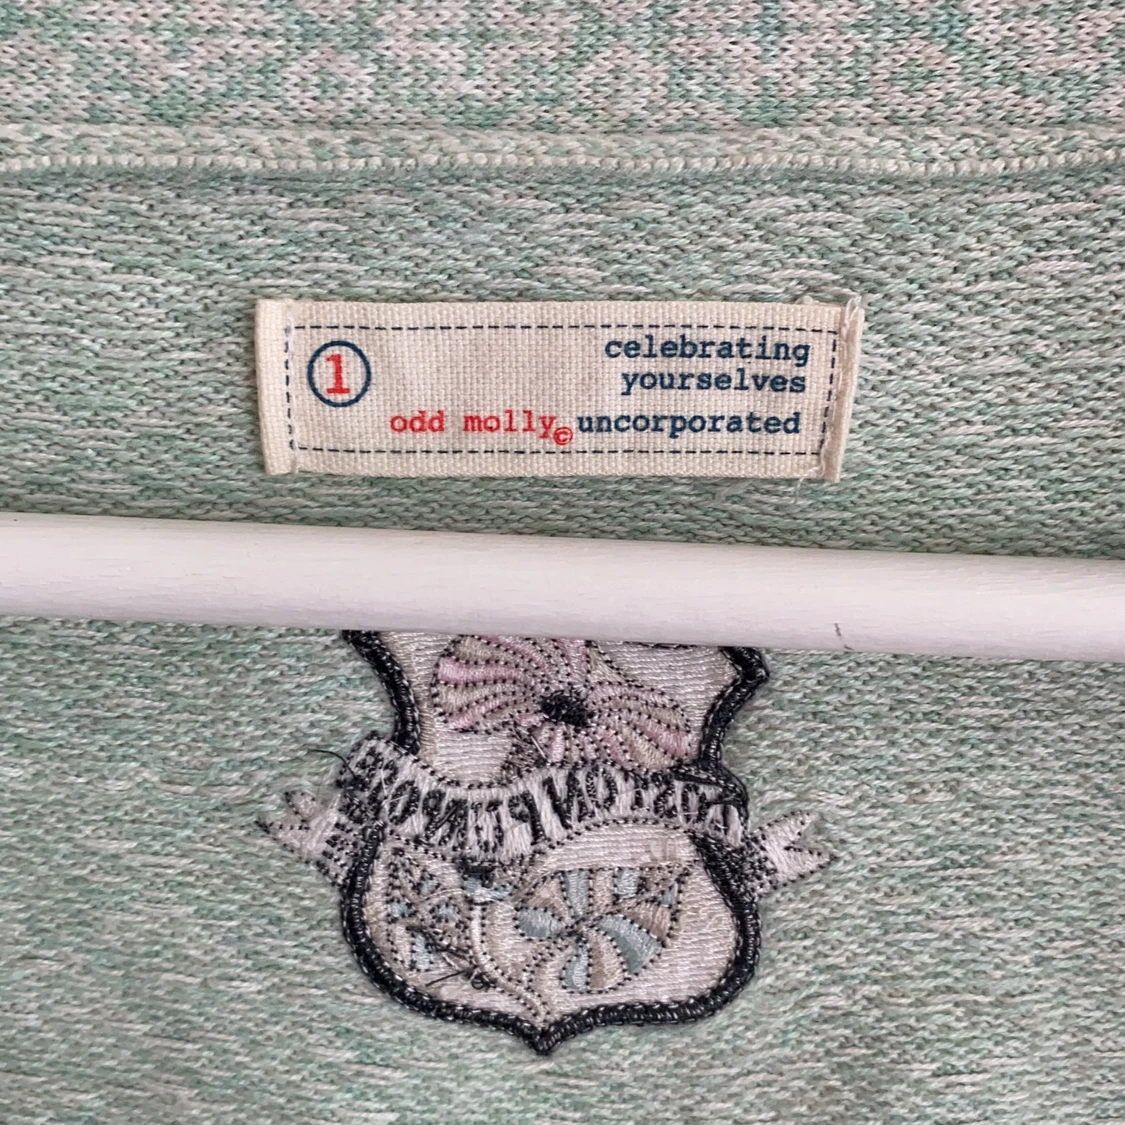 1
celebrating
yourselves
odd molly© uncorporated